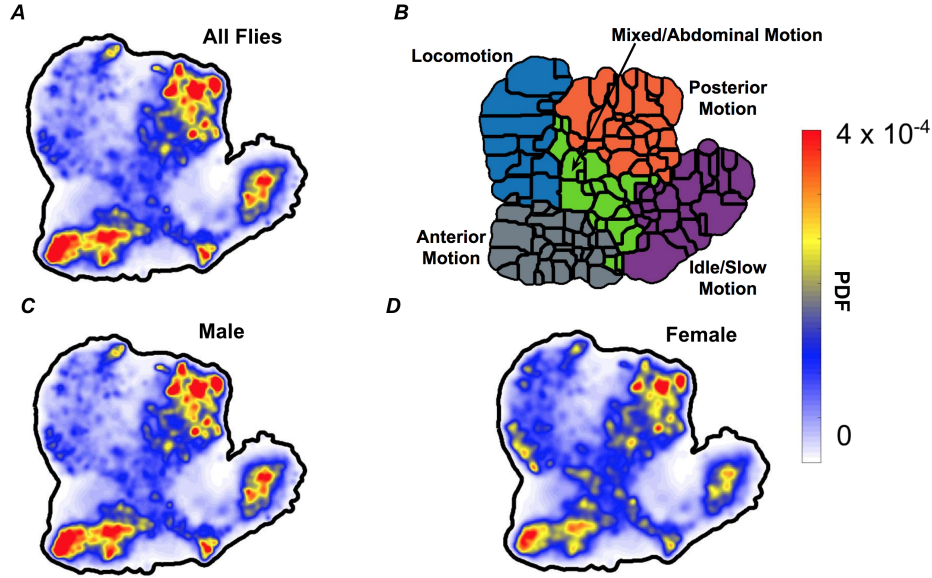 A
All Flies
B
Mixed/Abdominal Motion
Locomotion
Posterior
Motion
Anterior
Motion
Idle/Slow
Motion
4 x 10-4
PDF
0
C
Male
D
Female